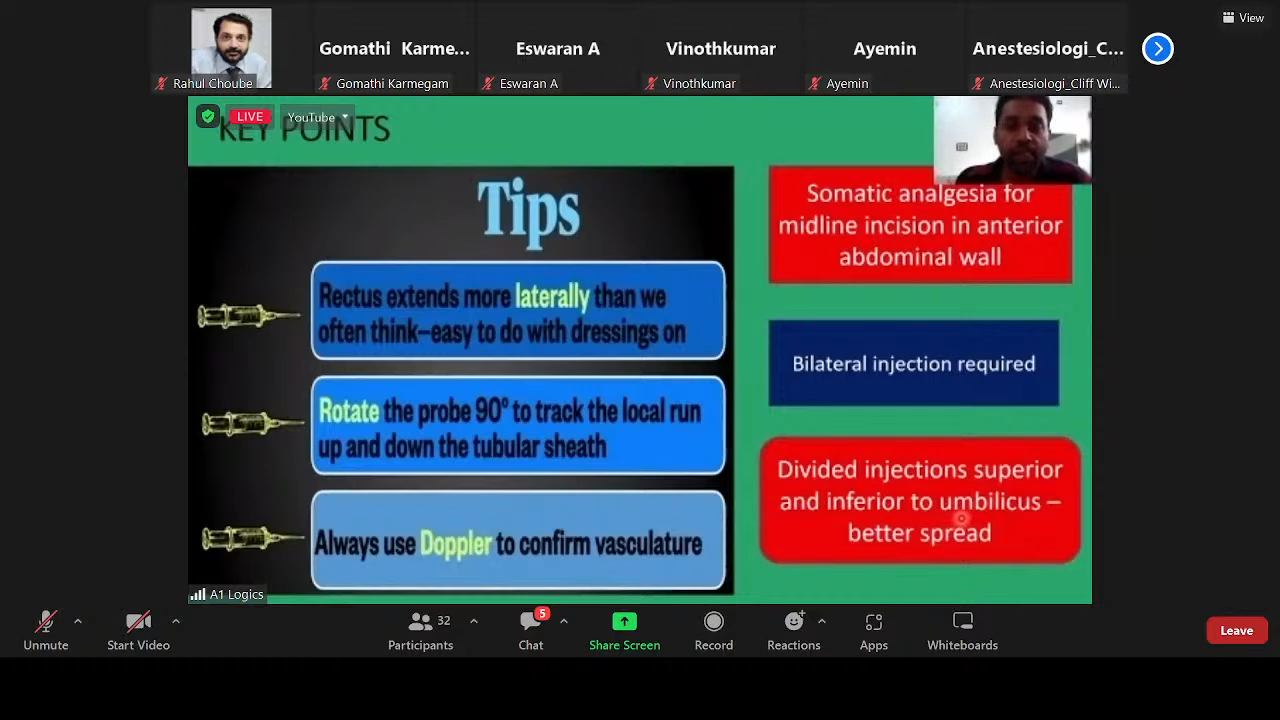 View
Gomathi Karme...
Eswaran A
Vinothkumar
Ayemin
Anestesiologi_C...
Rahul Choube
Gomathi Karmegam
Eswaran A
Vinothkumar
Ayemin
Anestesiologi_Cliff Wi...
LIVE
YouTube
KEY POINTS
Tips
Rectus extends more laterally than we
often think–easy to do with dressings on
Rotate the probe 90° to track the local run
up and down the tubular sheath
Always use Doppler to confirm vasculature
Somatic analgesia for
midline incision in anterior
abdominal wall
Bilateral injection required
Divided injections superior
and inferior to umbilicus –
better spread
A1 Logics
Unmute
Start Video
32
Participants
5
Chat
Share Screen
Record
Reactions
Apps
Whiteboards
Leave